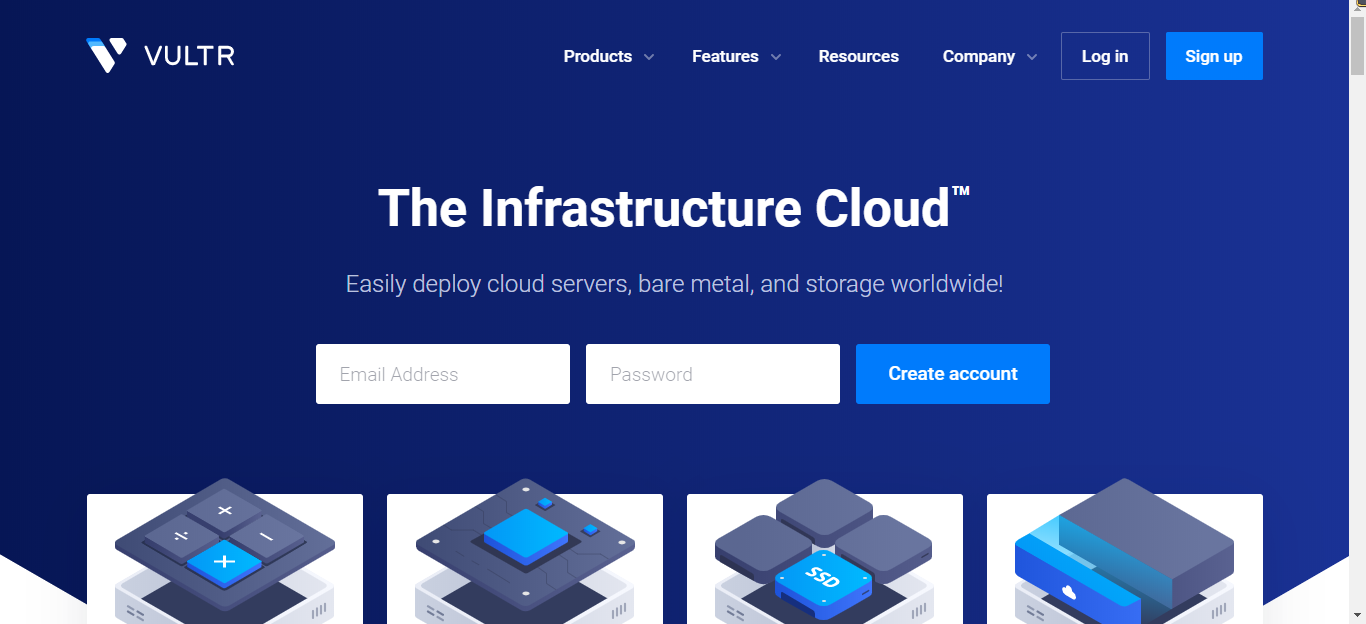 VULTR
Products Features Resources Company Log in Sign up
The Infrastructure Cloud™
Easily deploy cloud servers, bare metal, and storage worldwide!
Email Address Password Create account
× ÷ − +
SSD